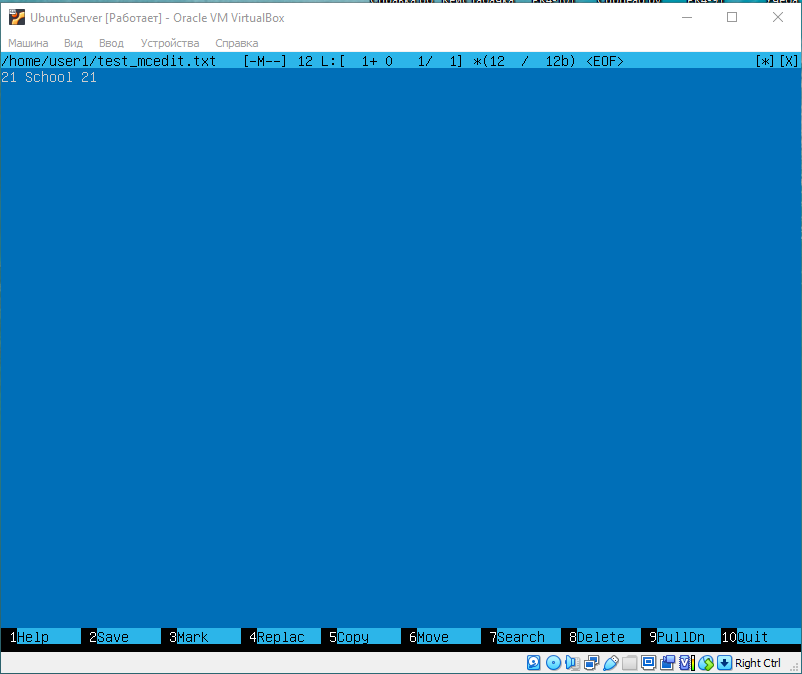 UbuntuServer [Работает] - Oracle VM VirtualBox
Машина Вид Ввод Устройства Справка
/home/user1/test_mcedit.txt [-M--] 12 L:[ 1+ 0 1/ 1] *(12 / 12b) <EOF> [*][X]
21 School 21
1Help 2Save 3Mark 4Replac 5Copy 6Move 7Search 8Delete 9PullDn 10Quit
Right Ctrl